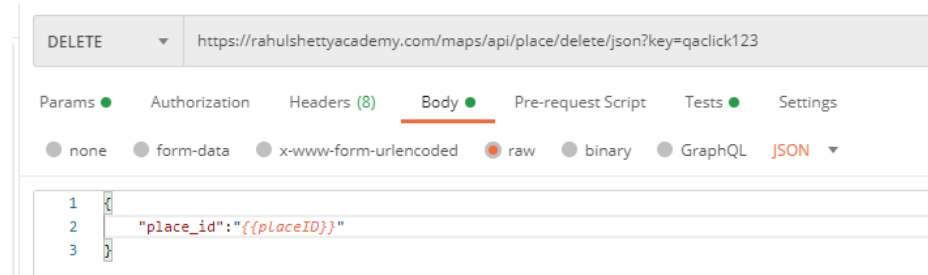 DELETE https://rahulshettyacademy.com/maps/api/place/delete/json?key=qaclick123
Params Authorization Headers (8) Body Pre-request Script Tests Settings
none form-data x-www-form-urlencoded raw binary GraphQL JSON
1 {
2 "place_id":"{{placeID}}"
3 }